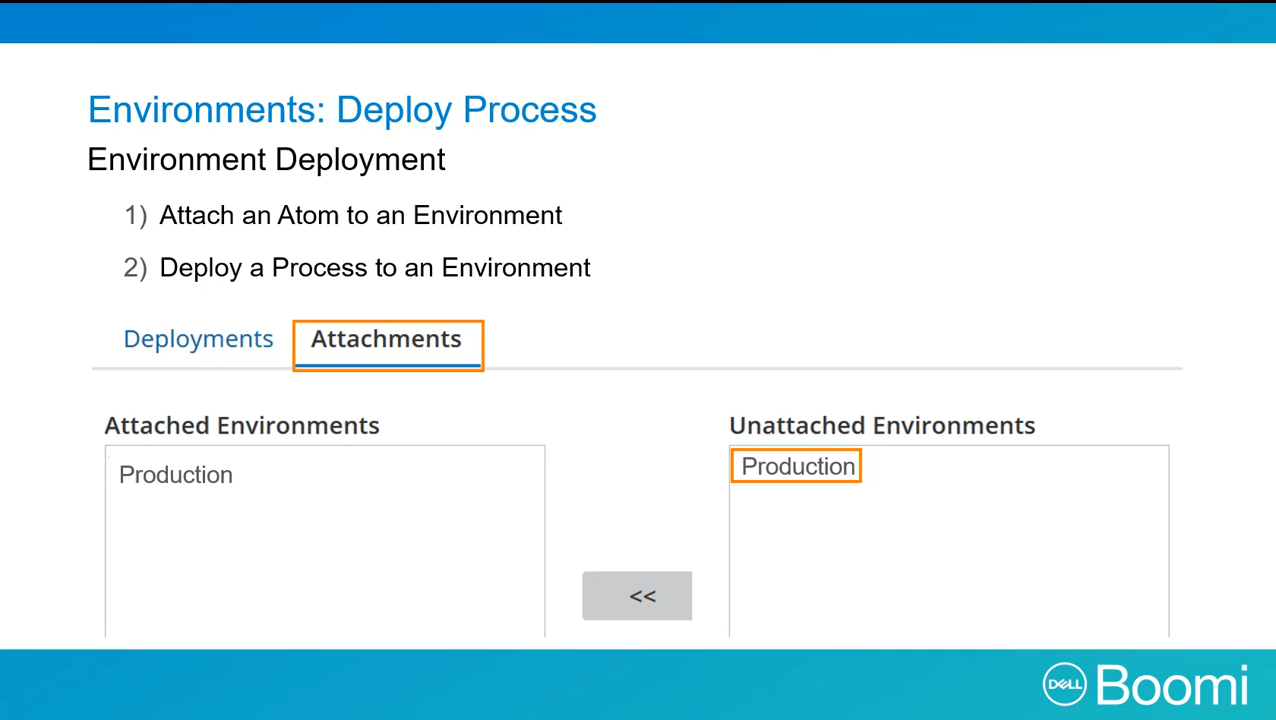 Environments: Deploy Process
Environment Deployment
1) Attach an Atom to an Environment
2) Deploy a Process to an Environment
Deployments Attachments
Attached Environments Unattached Environments
Production Production
<<
DELL Boomi